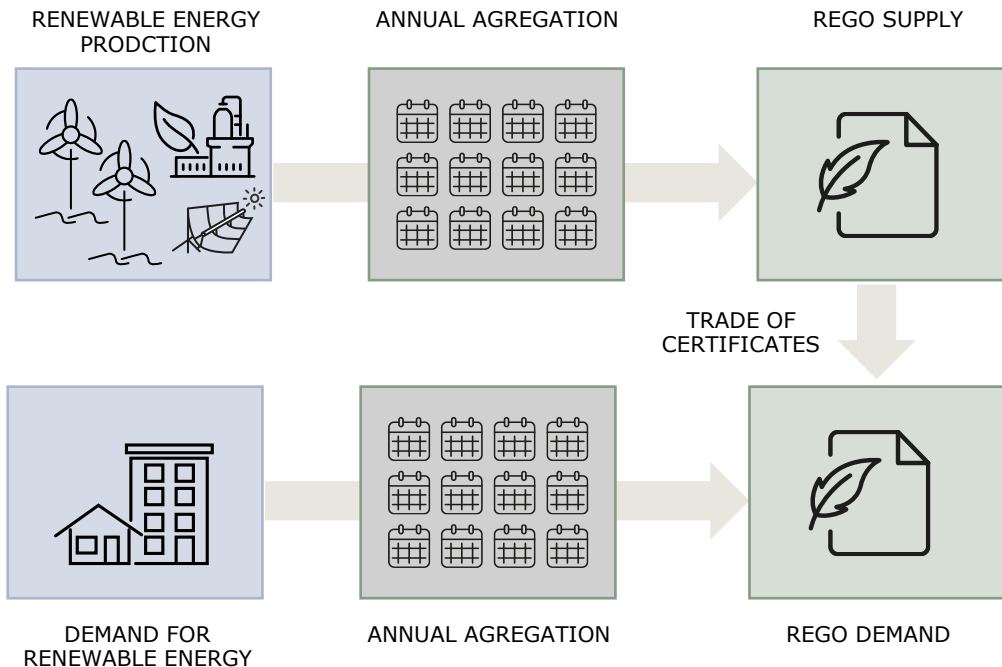 RENEWABLE ENERGY
PRODCTION
ANNUAL AGREGATION
REGO SUPPLY
TRADE OF
CERTIFICATES
DEMAND FOR
RENEWABLE ENERGY
ANNUAL AGREGATION
REGO DEMAND